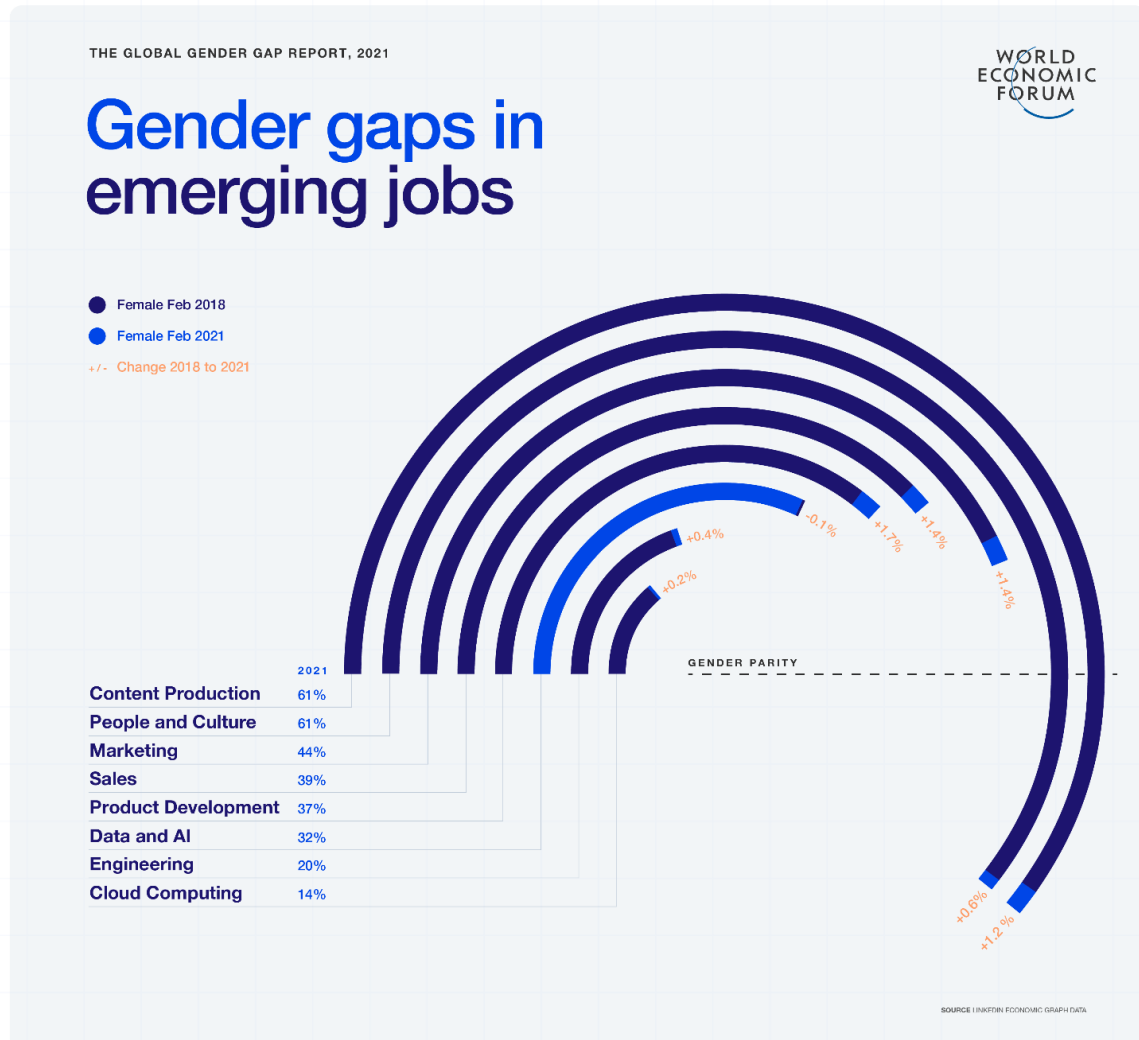 THE GLOBAL GENDER GAP REPORT, 2021
WORLD
ECONOMIC
FORUM
Gender gaps in
emerging jobs
Female Feb 2018
Female Feb 2021
+/- Change 2018 to 2021
-0.1%
+1.7%
+1.4%
+0.4%
+0.2%
+1.4%
GENDER PARITY
2021
Content Production 61%
People and Culture 61%
Marketing 44%
Sales 39%
Product Development 37%
Data and AI 32%
Engineering 20%
Cloud Computing 14%
+0.6%
+1.2 %
SOURCE LINKEDIN ECONOMIC GRAPH DATA